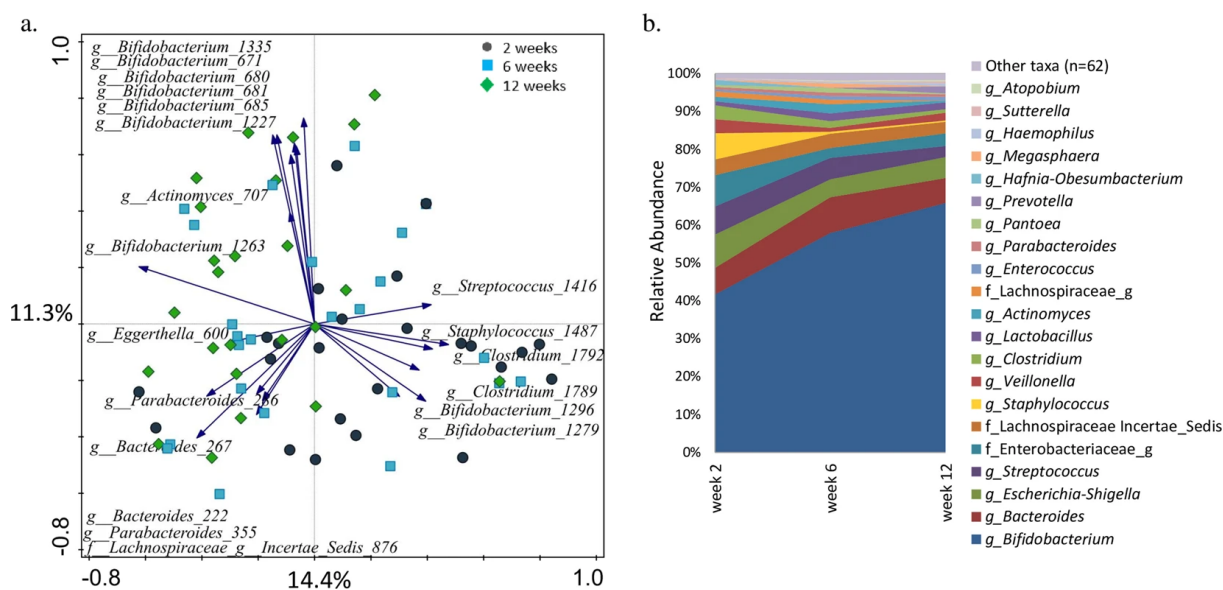 a.
1.0
g__Bifidobacterium_1335
g__Bifidobacterium_671
g__Bifidobacterium_680
g__Bifidobacterium_681
g__Bifidobacterium_685
g__Bifidobacterium_1227
2 weeks
6 weeks
12 weeks
g__Actinomyces_707
g__Bifidobacterium_1263
g__Streptococcus_1416
11.3%
g__Eggerthella_600
Staphylococcus_1487
g__Clostridium_1792
g__Clostridium_1789
g__Parabacteroides_286
g__Bifidobacterium_1296
g__Bifidobacterium_1279
g__Bacteroides_267
g__Bacteroides_222
g__Parabacteroides_355
f__Lachnospiraceae_g__Incertae_Sedis_876
-0.8
-0.8
14.4%
1.0
b.
Relative Abundance
100%
90%
80%
70%
60%
50%
40%
30%
20%
10%
0%
week 2
week 6
week 12
Other taxa (n=62)
g_Atopobium
g_Sutterella
g_Haemophilus
g_Megasphaera
g_Hafnia-Obesumbacterium
g_Prevotella
g_Pantoea
g_Parabacteroides
g_Enterococcus
f_Lachnospiraceae_g
g_Actinomyces
g_Lactobacillus
g_Clostridium
g_Veillonella
g_Staphylococcus
f_Lachnospiraceae Incertae_Sedis
f_Enterobacteriaceae_g
g_Streptococcus
g_Escherichia-Shigella
g_Bacteroides
g_Bifidobacterium